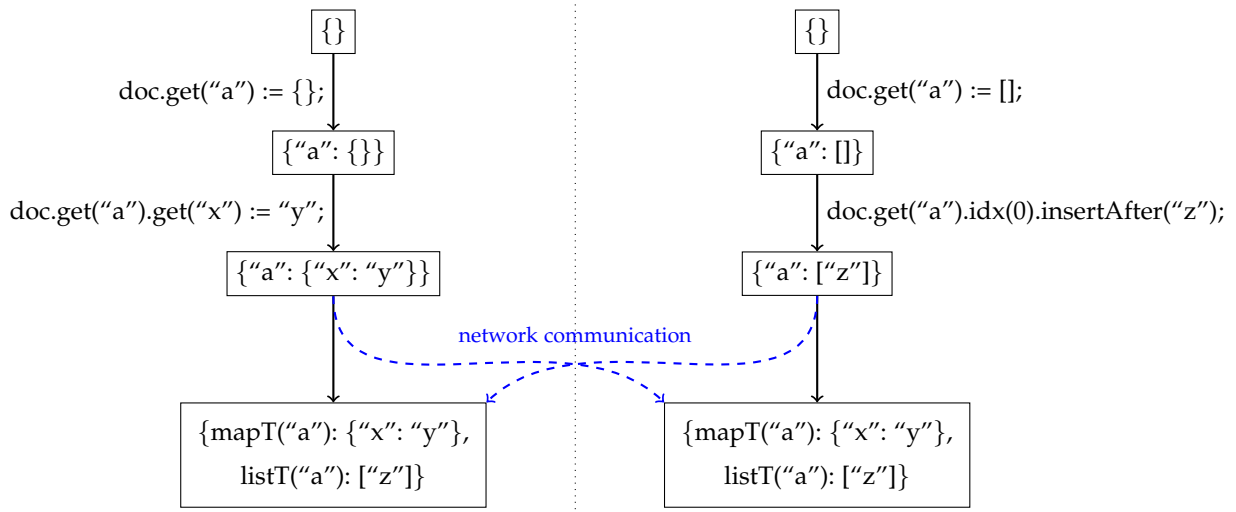 {}
{}
doc.get(“a”) := {};
doc.get(“a”) := [];
{“a”: {}}
{“a”: []}
doc.get(“a”).get(“x”) := “y”;
doc.get(“a”).idx(0).insertAfter(“z”);
{“a”: {“x”: “y”}}
{“a”: [“z”]}
network communication
{mapT(“a”): {“x”: “y”},
listT(“a”): [“z”]}
{mapT(“a”): {“x”: “y”},
listT(“a”): [“z”]}